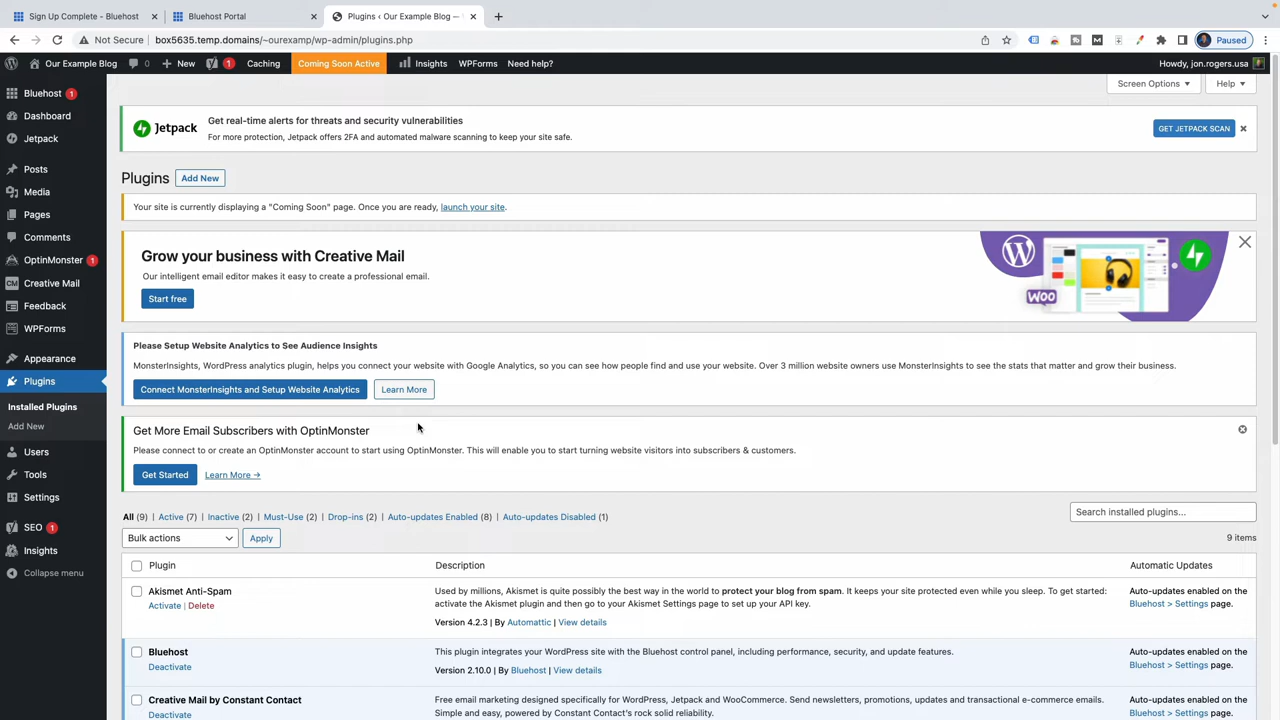 Sign Up Complete - Bluehost ×
Bluehost Portal ×
Plugins ‹ Our Example Blog — ×
Not Secure box5635.temp.domains/~ourexamp/wp-admin/plugins.php
Paused
Our Example Blog 0 New 1 Caching Coming Soon Active Insights WPForms Need help? Howdy, jon.rogers.usa
Screen Options Help
Bluehost 1
Dashboard
Jetpack
Posts
Media
Pages
Comments
OptinMonster 1
CM Creative Mail
Feedback
WPForms
Appearance
Plugins
Installed Plugins
Add New
Users
Tools
Settings
SEO 1
Insights
Collapse menu
Jetpack
Get real-time alerts for threats and security vulnerabilities
For more protection, Jetpack offers 2FA and automated malware scanning to keep your site safe.
GET JETPACK SCAN
Plugins Add New
Your site is currently displaying a "Coming Soon" page. Once you are ready, launch your site.
Grow your business with Creative Mail
Our intelligent email editor makes it easy to create a professional email.
Start free
WOO
Please Setup Website Analytics to See Audience Insights
MonsterInsights, WordPress analytics plugin, helps you connect your website with Google Analytics, so you can see how people find and use your website. Over 3 million website owners use MonsterInsights to see the stats that matter and grow their business.
Connect MonsterInsights and Setup Website Analytics Learn More
Get More Email Subscribers with OptinMonster
Please connect to or create an OptinMonster account to start using OptinMonster. This will enable you to start turning website visitors into subscribers & customers.
Get Started Learn More →
All (9) | Active (7) | Inactive (2) | Must-Use (2) | Drop-ins (2) | Auto-updates Enabled (8) | Auto-updates Disabled (1)
Search installed plugins...
Bulk actions Apply
9 items
Plugin Description Automatic Updates
Akismet Anti-Spam
Activate | Delete
Used by millions, Akismet is quite possibly the best way in the world to protect your blog from spam. It keeps your site protected even while you sleep. To get started:
activate the Akismet plugin and then go to your Akismet Settings page to set up your API key.
Version 4.2.3 | By Automattic | View details
Auto-updates enabled on the
Bluehost > Settings page.
Bluehost
Deactivate
This plugin integrates your WordPress site with the Bluehost control panel, including performance, security, and update features.
Version 2.10.0 | By Bluehost | View details
Auto-updates enabled on the
Bluehost > Settings page.
Creative Mail by Constant Contact
Deactivate
Free email marketing designed specifically for WordPress, Jetpack and WooCommerce. Send newsletters, promotions, updates and transactional e-commerce emails.
Simple and easy, powered by Constant Contact's rock solid reliability.
Auto-updates enabled on the
Bluehost > Settings page.